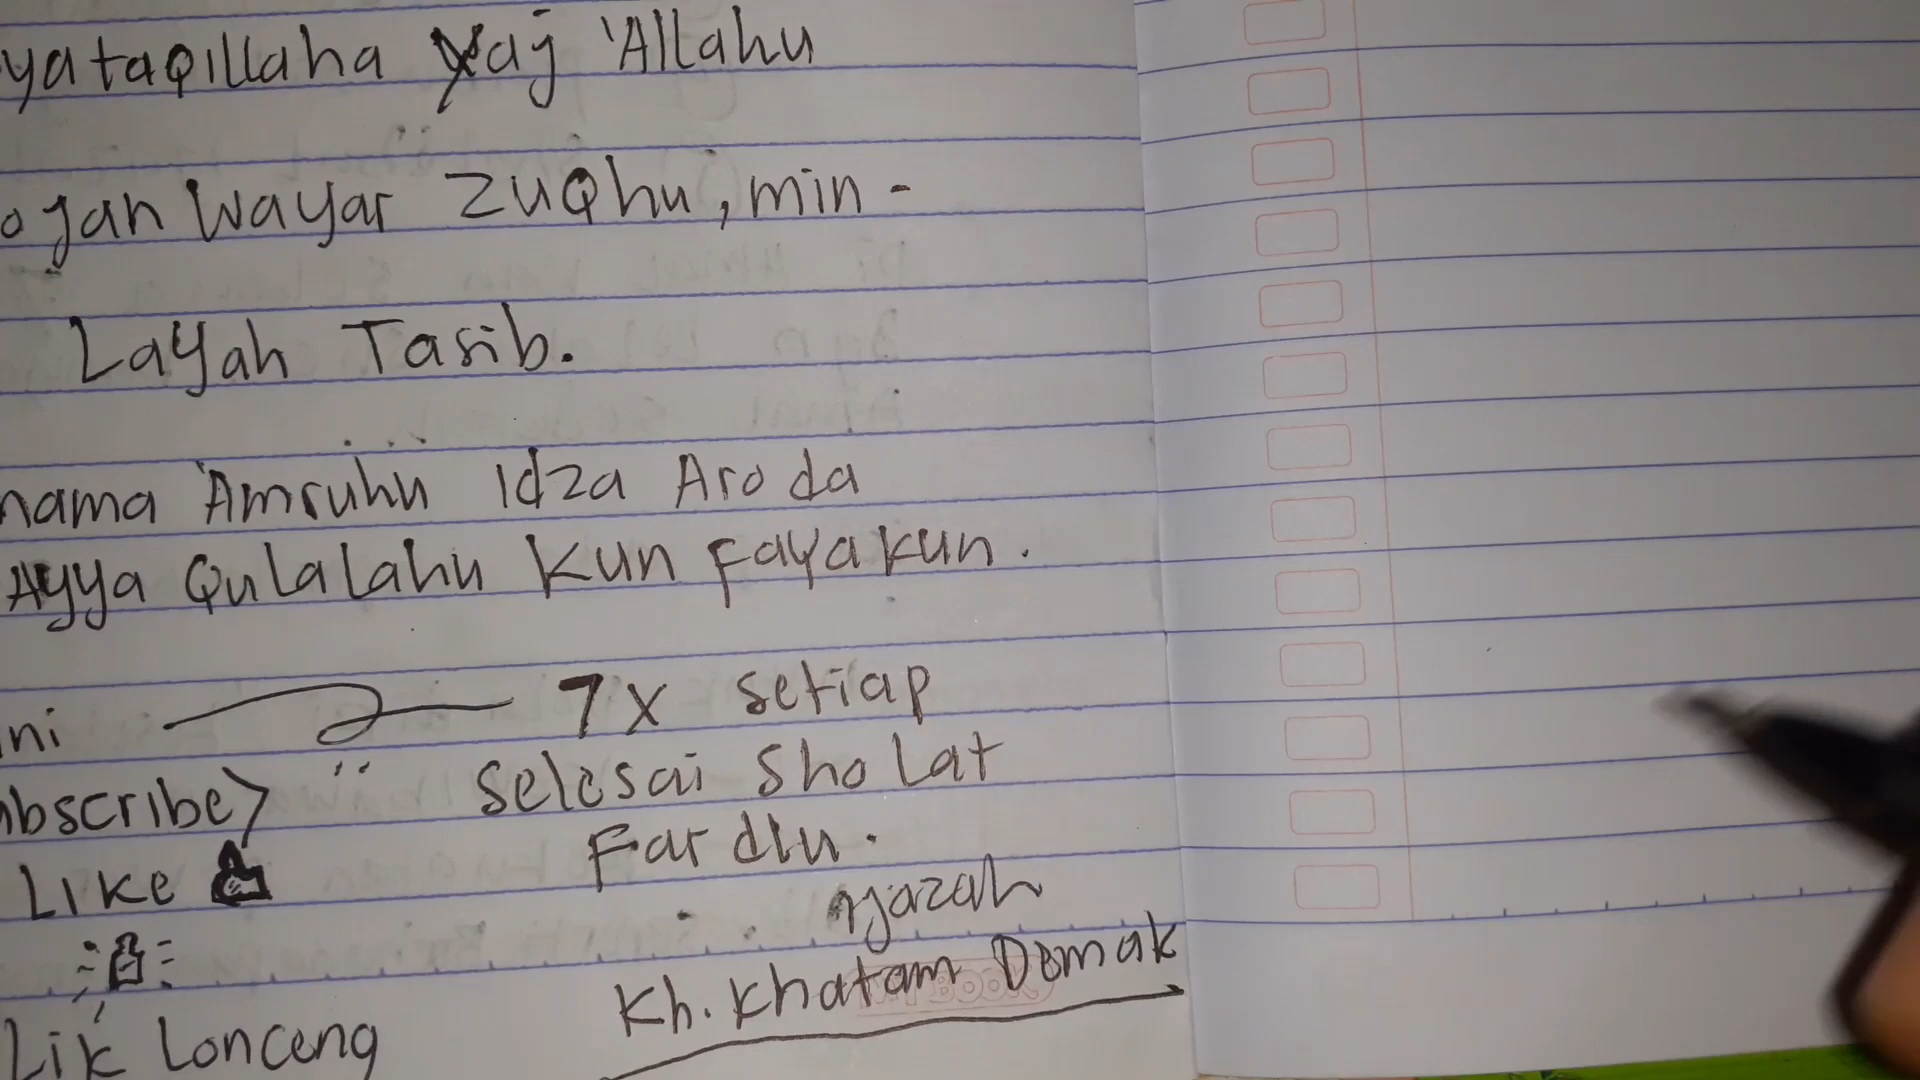 yataqillaha Yaj 'Allahu
ojan Wayar ZuQhu, min -
Layah Tasib.
nama 'Amruhu Idza Aroda
Ayya Qulalahu Kun Fayakun.
ni 7x setiap
bscribe> selesai Sholat
Like Fardlu.
Ijazah
Kh. Khatam Demak
Lik Lonceng